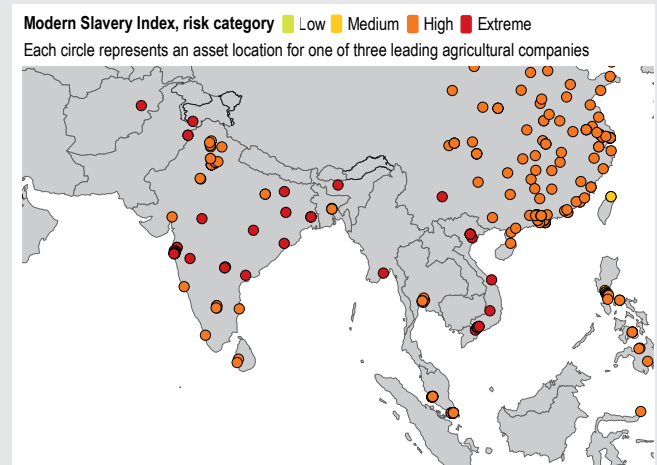 Modern Slavery Index, risk category Low Medium High Extreme
Each circle represents an asset location for one of three leading agricultural companies